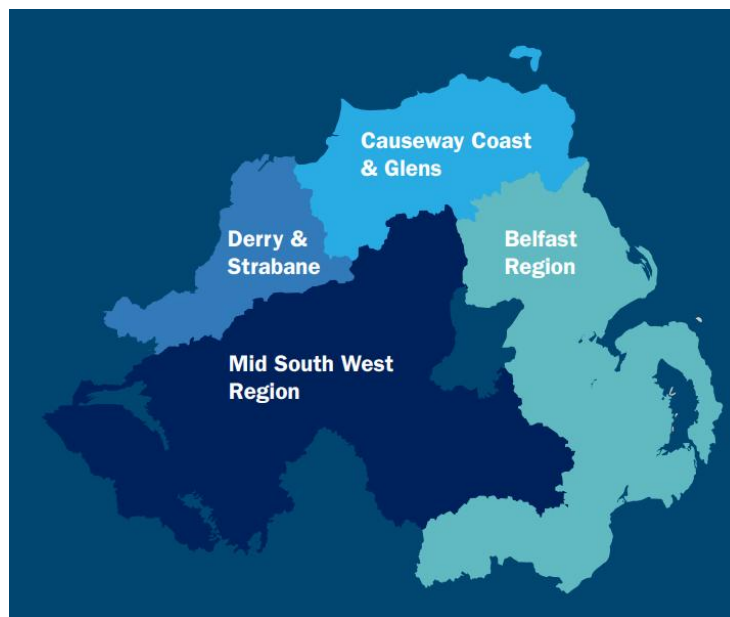 Causeway Coast
& Glens
Derry &
Strabane
Belfast
Region
Mid South West
Region